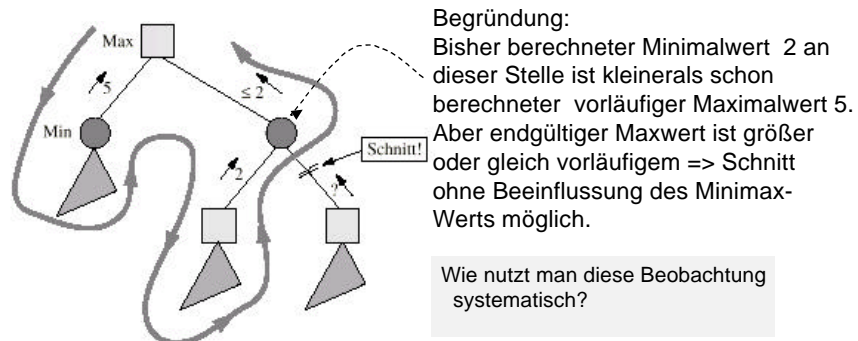 Max
5
≤ 2
Min
Schnitt!
2
?
Begründung:
Bisher berechneter Minimalwert  2 an
dieser Stelle ist kleinerals schon
berechneter  vorläufiger Maximalwert 5.
Aber endgültiger Maxwert ist größer
oder gleich vorläufigem => Schnitt
ohne Beeinflussung des Minimax-
Werts möglich.
Wie nutzt man diese Beobachtung
systematisch?